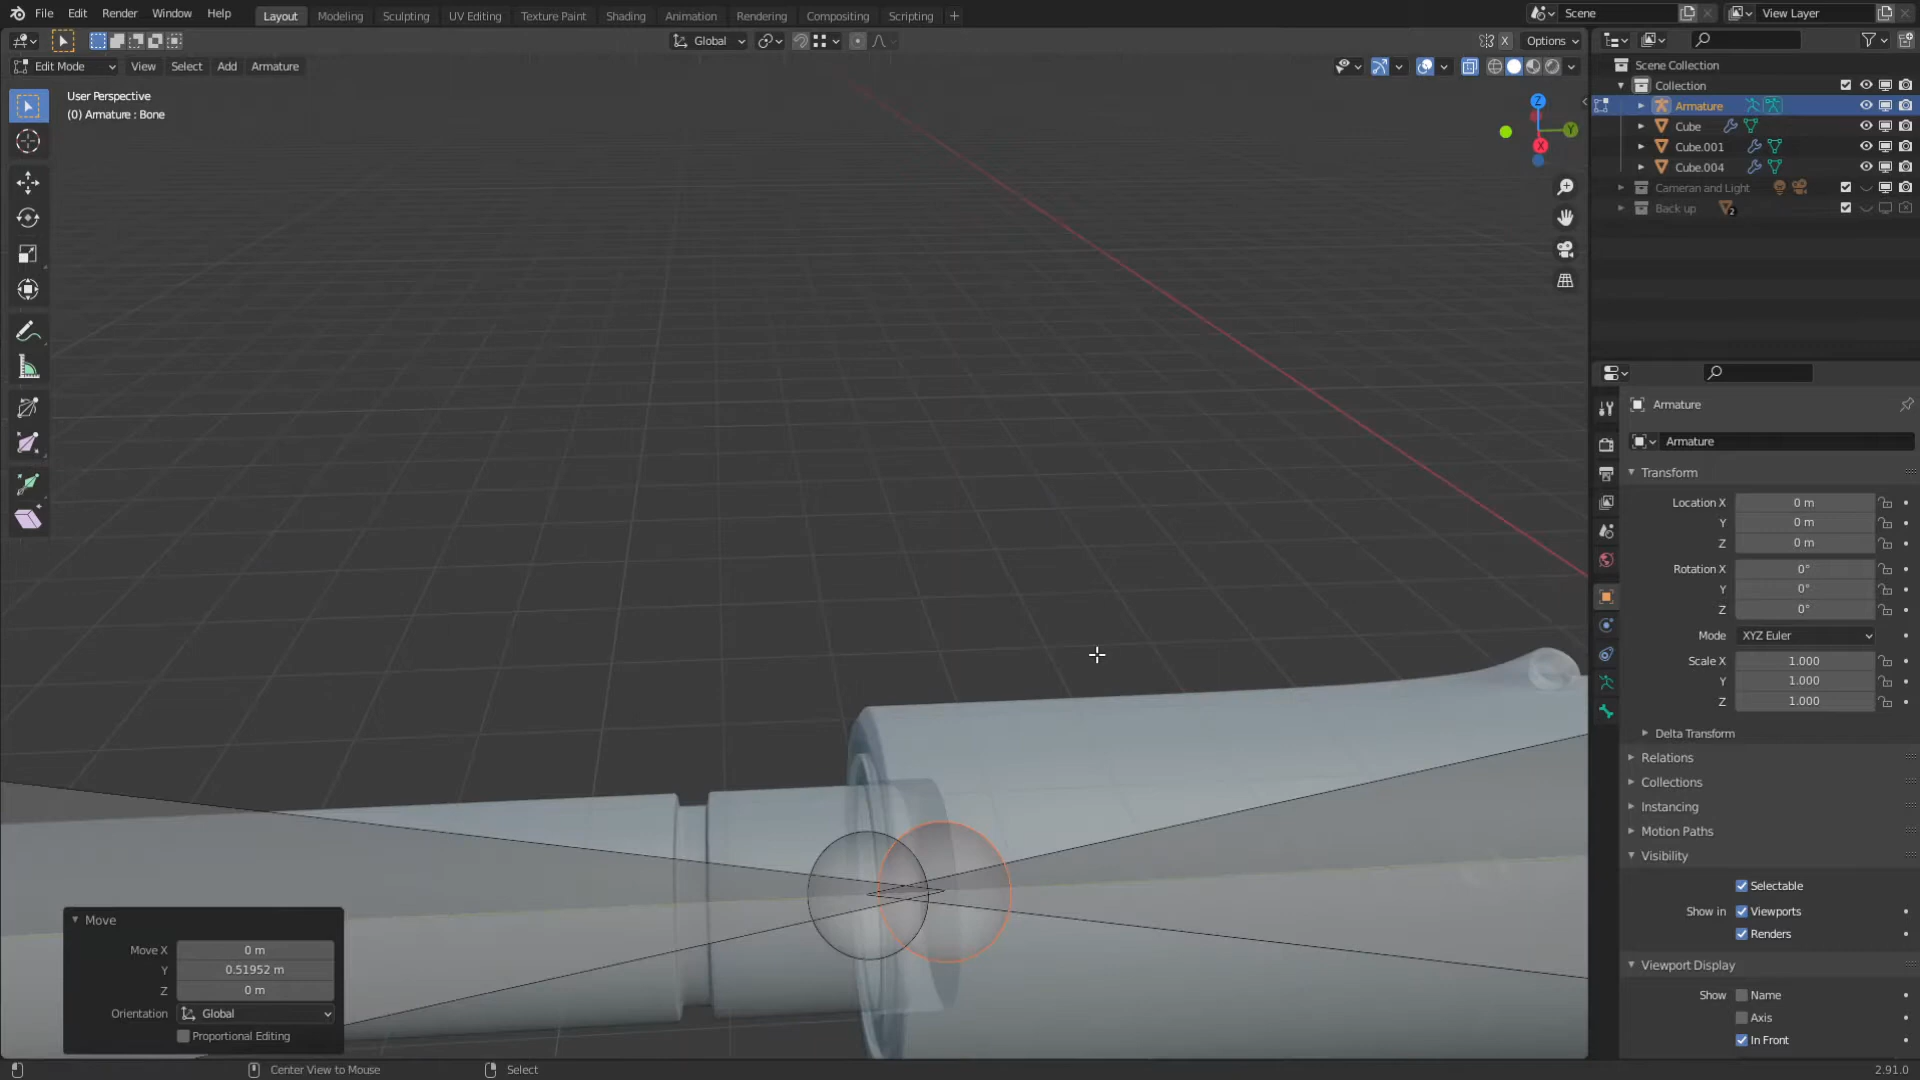 File Edit Render Window Help Layout Modeling Sculpting UV Editing Texture Paint Shading Animation Rendering Compositing Scripting Scene View Layer
Global X Options
Edit Mode View Select Add Armature
User Perspective
(0) Armature : Bone
Z
Y
X
Scene Collection
Collection
Armature
Cube
Cube.001
Cube.004
Cameran and Light
Back up 2
Armature
Armature
Transform
Location X 0 m
Y 0 m
Z 0 m
Rotation X 0°
Y 0°
Z 0°
Mode XYZ Euler
Scale X 1.000
Y 1.000
Z 1.000
Delta Transform
Relations
Collections
Instancing
Motion Paths
Visibility
Selectable
Show in Viewports
Renders
Viewport Display
Show Name
Axis
In Front
Move
Move X 0 m
Y 0.51952 m
Z 0 m
Orientation Global
Proportional Editing
Center View to Mouse Select 2.91.0